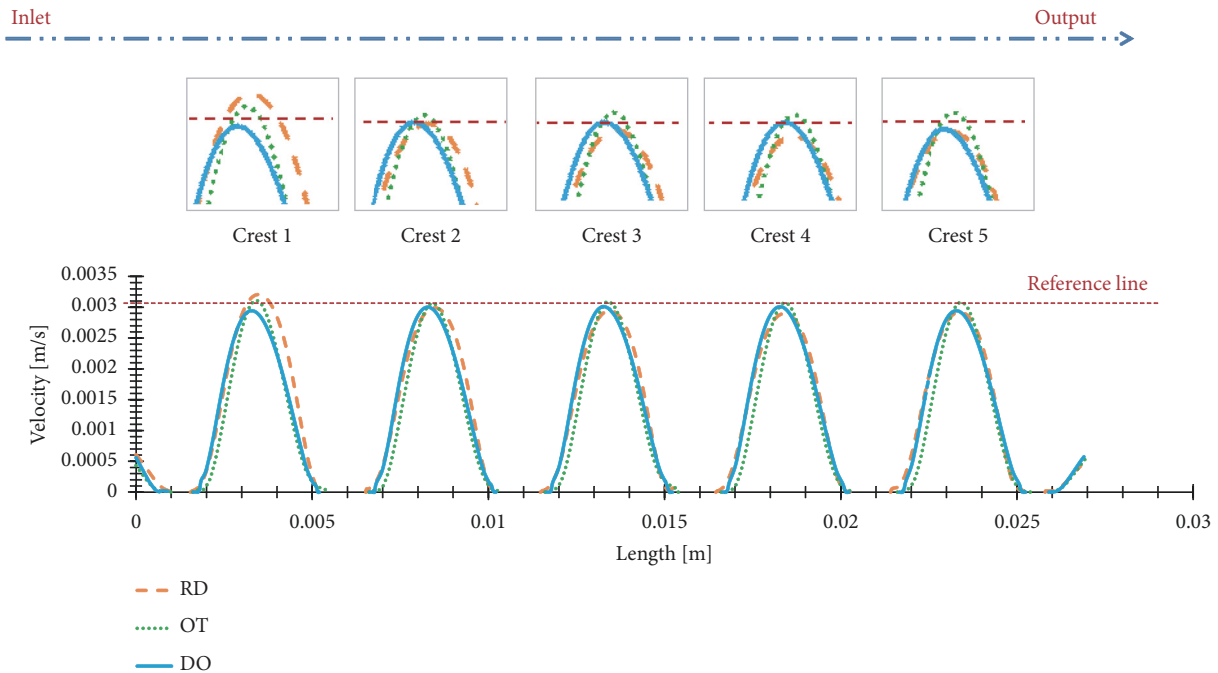 Inlet
Output
Crest 1
Crest 2
Crest 3
Crest 4
Crest 5
Reference line
Velocity [m/s]
0.0035
0.003
0.0025
0.002
0.0015
0.001
0.0005
0
0 0.005 0.01 0.015 0.02 0.025 0.03
Length [m]
RD
OT
DO